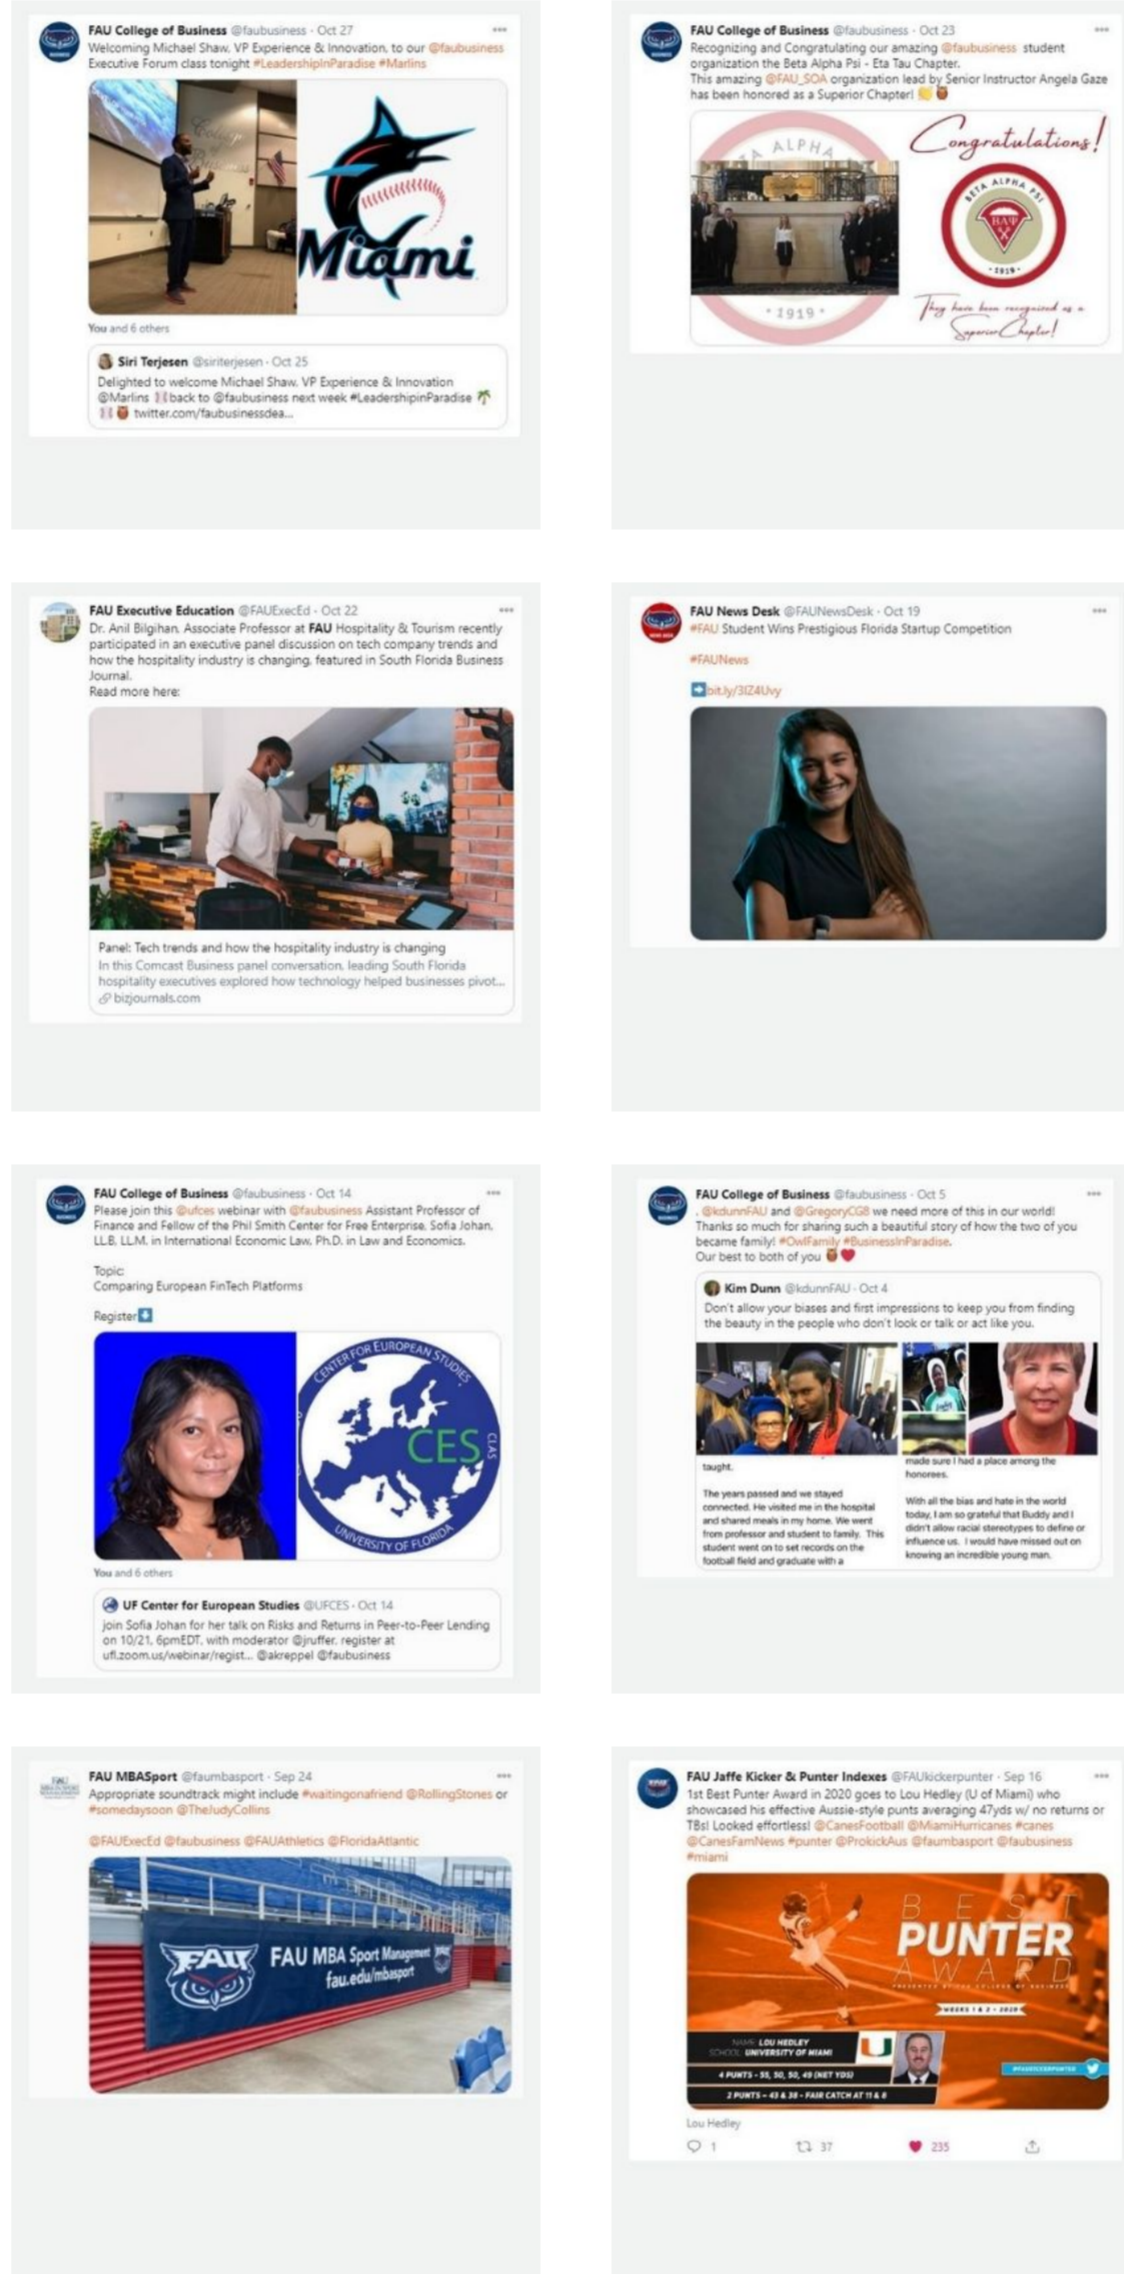 FAU College of Business @faubusiness · Oct 27
Welcoming Michael Shaw, VP Experience & Innovation, to our @faubusiness
Executive Forum class tonight #LeadershipInParadise #Marlins
College
of
Business
Miami
You and 6 others
Siri Terjesen @siriterjesen · Oct 25
Delighted to welcome Michael Shaw, VP Experience & Innovation
@Marlins back to @faubusiness next week #LeadershipinParadise
twitter.com/faubusinessdea...
FAU College of Business @faubusiness · Oct 23
Recognizing and Congratulating our amazing @faubusiness student
organization the Beta Alpha Psi - Eta Tau Chapter.
This amazing @FAU_SOA organization lead by Senior Instructor Angela Gaze
has been honored as a Superior Chapter!
TA ALPHA
· 1919 ·
Congratulations!
BETA ALPHA PSI
ΒΑΨ
· 1919 ·
They have been recognized as a
Superior Chapter!
FAU Executive Education @FAUExecEd · Oct 22
Dr. Anil Bilgihan, Associate Professor at FAU Hospitality & Tourism recently
participated in an executive panel discussion on tech company trends and
how the hospitality industry is changing, featured in South Florida Business
Journal.
Read more here:
Panel: Tech trends and how the hospitality industry is changing
In this Comcast Business panel conversation, leading South Florida
hospitality executives explored how technology helped businesses pivot...
bizjournals.com
FAU News Desk @FAUNewsDesk · Oct 19
#FAU Student Wins Prestigious Florida Startup Competition
#FAUNews
bit.ly/3lZ4Uvy
FAU College of Business @faubusiness · Oct 14
Please join this @ufces webinar with @faubusiness Assistant Professor of
Finance and Fellow of the Phil Smith Center for Free Enterprise, Sofia Johan,
LL.B, LL.M. in International Economic Law, Ph.D. in Law and Economics.
Topic:
Comparing European FinTech Platforms
Register
CENTER FOR EUROPEAN STUDIES
CES
CLAS
UNIVERSITY OF FLORIDA
You and 6 others
UF Center for European Studies @UFCES · Oct 14
join Sofia Johan for her talk on Risks and Returns in Peer-to-Peer Lending
on 10/21, 6pmEDT, with moderator @jruffer, register at
ufl.zoom.us/webinar/regist... @akreppel @faubusiness
FAU College of Business @faubusiness · Oct 5
. @kdunnFAU and @GregoryCG8 we need more of this in our world!
Thanks so much for sharing such a beautiful story of how the two of you
became family! #OwlFamily #BusinessInParadise.
Our best to both of you
Kim Dunn @kdunnFAU · Oct 4
Don't allow your biases and first impressions to keep you from finding
the beauty in the people who don't look or talk or act like you.
taught.
The years passed and we stayed
connected. He visited me in the hospital
and shared meals in my home. We went
from professor and student to family. This
student went on to set records on the
football field and graduate with a
made sure I had a place among the
honorees.
With all the bias and hate in the world
today, I am so grateful that Buddy and I
didn't allow racial stereotypes to define or
influence us. I would have missed out on
knowing an incredible young man.
FAU MBASport @faumbasport · Sep 24
Appropriate soundtrack might include #waitingonafriend @RollingStones or
#somedaysoon @TheJudyCollins
@FAUExecEd @faubusiness @FAUAthletics @FloridaAtlantic
FAU
FAU MBA Sport Management
fau.edu/mbasport
FAU Jaffe Kicker & Punter Indexes @FAUkickerpunter · Sep 16
1st Best Punter Award in 2020 goes to Lou Hedley (U of Miami) who
showcased his effective Aussie-style punts averaging 47yds w/ no returns or
TBs! Looked effortless! @CanesFootball @MiamiHurricanes #canes
@CanesFamNews #punter @ProkickAus @faumbasport @faubusiness
#miami
BEST
PUNTER
AWARD
PRESENTED BY FAU COLLEGE OF BUSINESS
WEEKS 1 & 2 - 2020
NAME: LOU HEDLEY
SCHOOL: UNIVERSITY OF MIAMI
4 PUNTS - 55, 50, 50, 49 (NET YDS)
2 PUNTS - 43 & 38 - FAIR CATCH AT 11 & 8
#FAUKICKERPUNTER
Lou Hedley
1 37 235